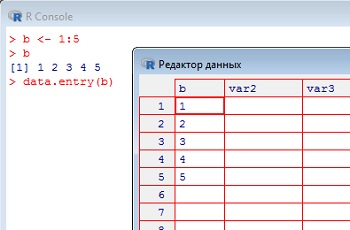 R Console
> b <- 1:5
> b
[1] 1 2 3 4 5
> data.entry(b)
Редактор данных
b var2 var3
1 1
2 2
3 3
4 4
5 5
6
7
8